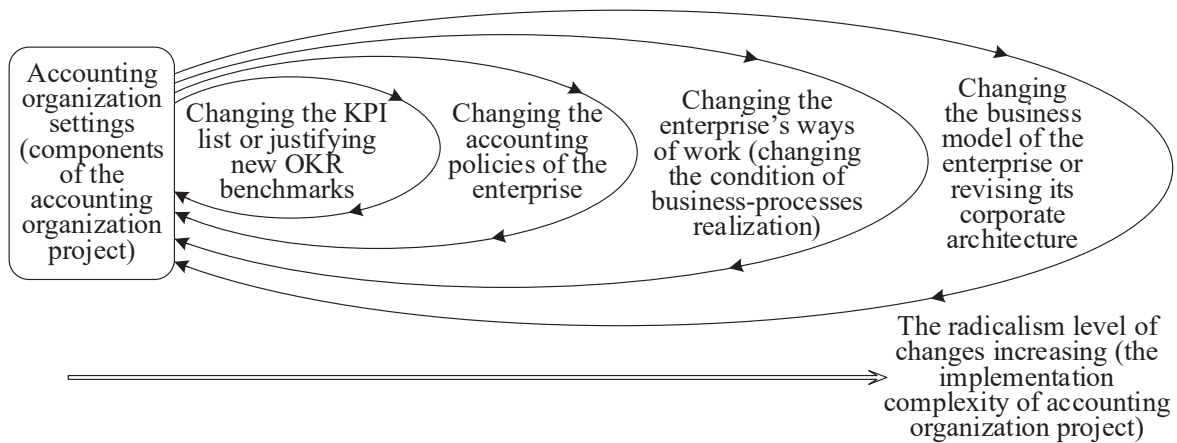 Accounting
organization
settings
(components
of the
accounting
organization
project)
Changing the KPI
list or justifying
new OKR
benchmarks
Changing the
accounting
policies of the
enterprise
Changing the
enterprise’s ways
of work (changing
the condition of
business-processes
realization)
Changing
the business
model of the
enterprise or
revising its
corporate
architecture
The radicalism level of
changes increasing (the
implementation
complexity of accounting
organization project)